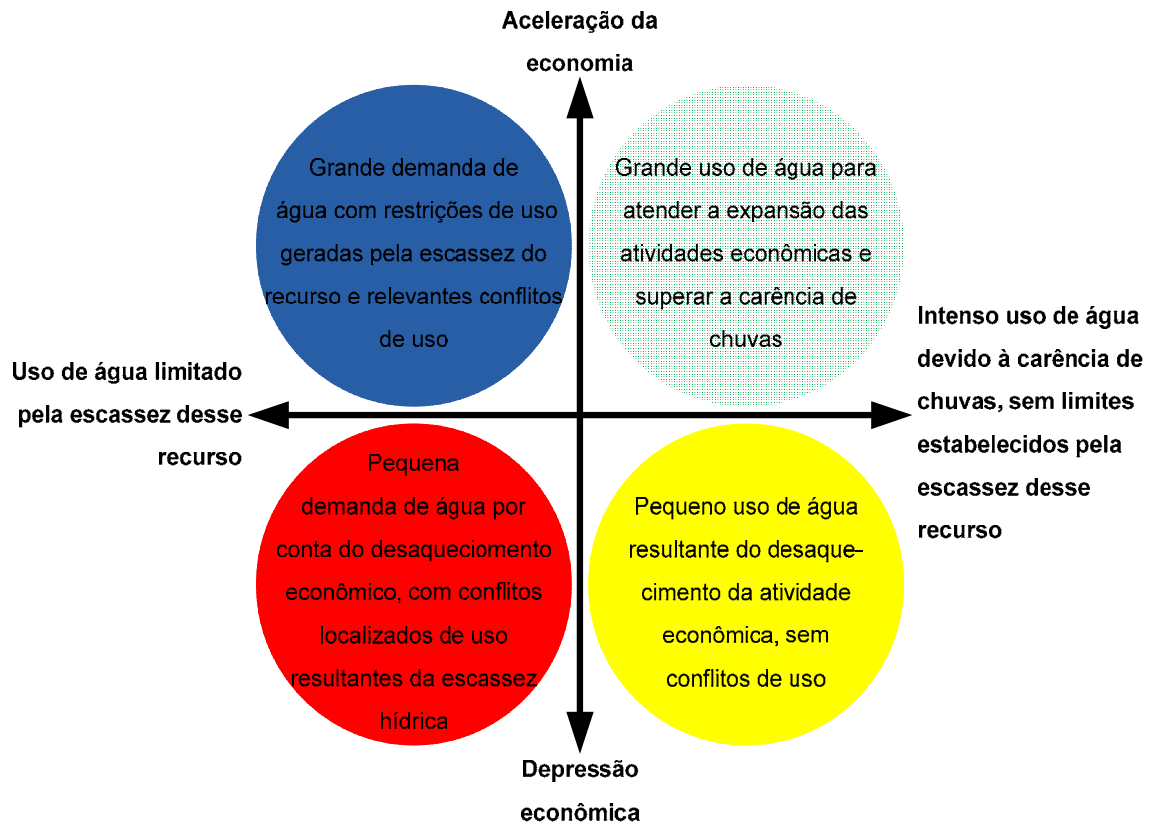 Aceleração da
economia
Grande demanda de
água com restrições de uso
geradas pela escassez do
recurso e relevantes conflitos
de uso
Grande uso de água para
atender a expansão das
atividades econômicas e
superar a carência de
chuvas
Uso de água limitado
pela escassez desse
recurso
Intenso uso de água
devido à carência de
chuvas, sem limites
estabelecidos pela
escassez desse
recurso
Pequena
demanda de água por
conta do desaqueciomento
econômico, com conflitos
localizados de uso
resultantes da escassez
hídrica
Pequeno uso de água
resultante do desaque–
cimento da atividade
econômica, sem
conflitos de uso
Depressão
econômica